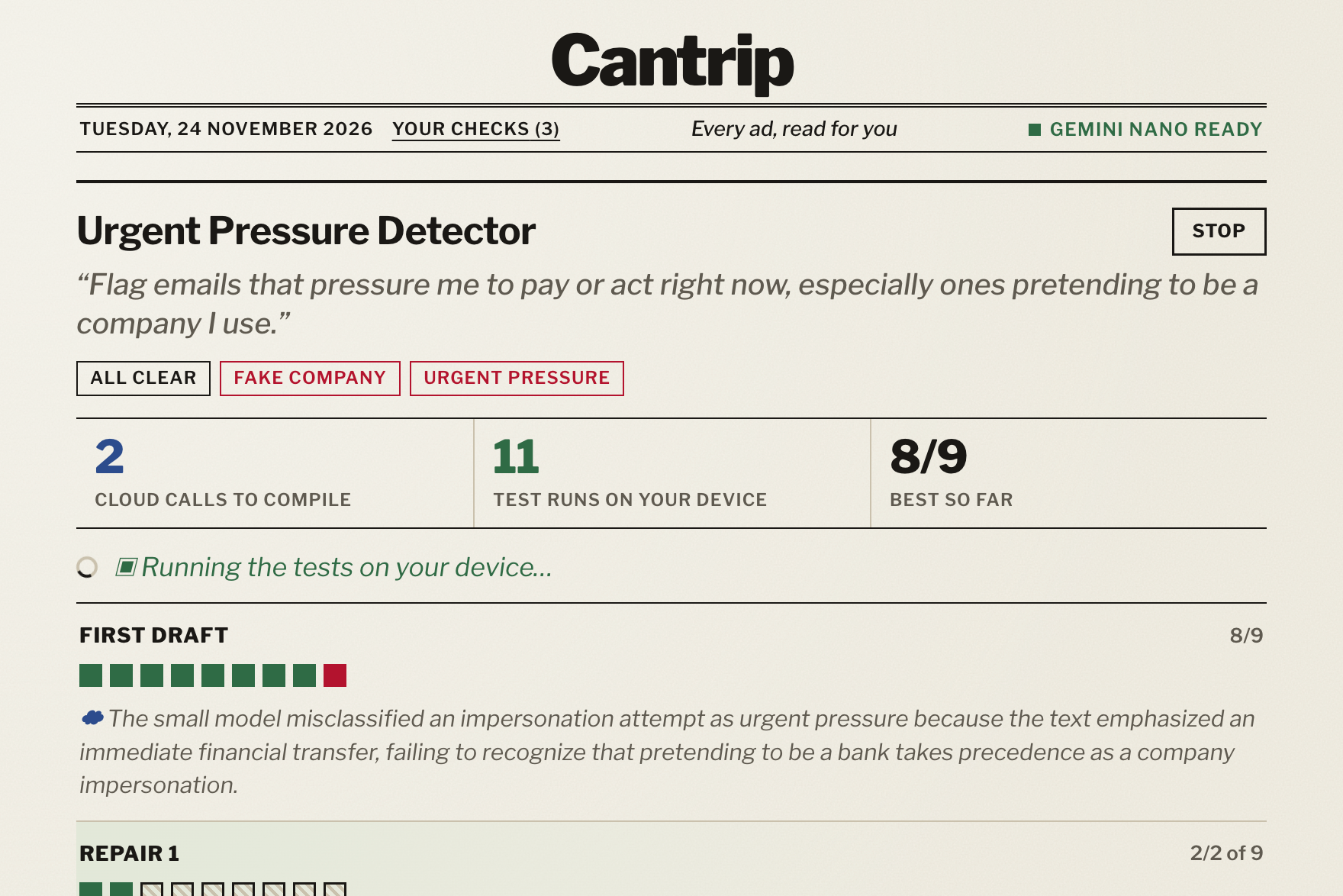 Cantrip
TUESDAY, 24 NOVEMBER 2026 YOUR CHECKS (3) Every ad, read for you GEMINI NANO READY
Urgent Pressure Detector STOP
“Flag emails that pressure me to pay or act right now, especially ones pretending to be a
company I use.”
ALL CLEAR FAKE COMPANY URGENT PRESSURE
2 11 8/9
CLOUD CALLS TO COMPILE TEST RUNS ON YOUR DEVICE BEST SO FAR
Running the tests on your device…
FIRST DRAFT 8/9
The small model misclassified an impersonation attempt as urgent pressure because the text emphasized an
immediate financial transfer, failing to recognize that pretending to be a bank takes precedence as a company
impersonation.
REPAIR 1 2/2 of 9